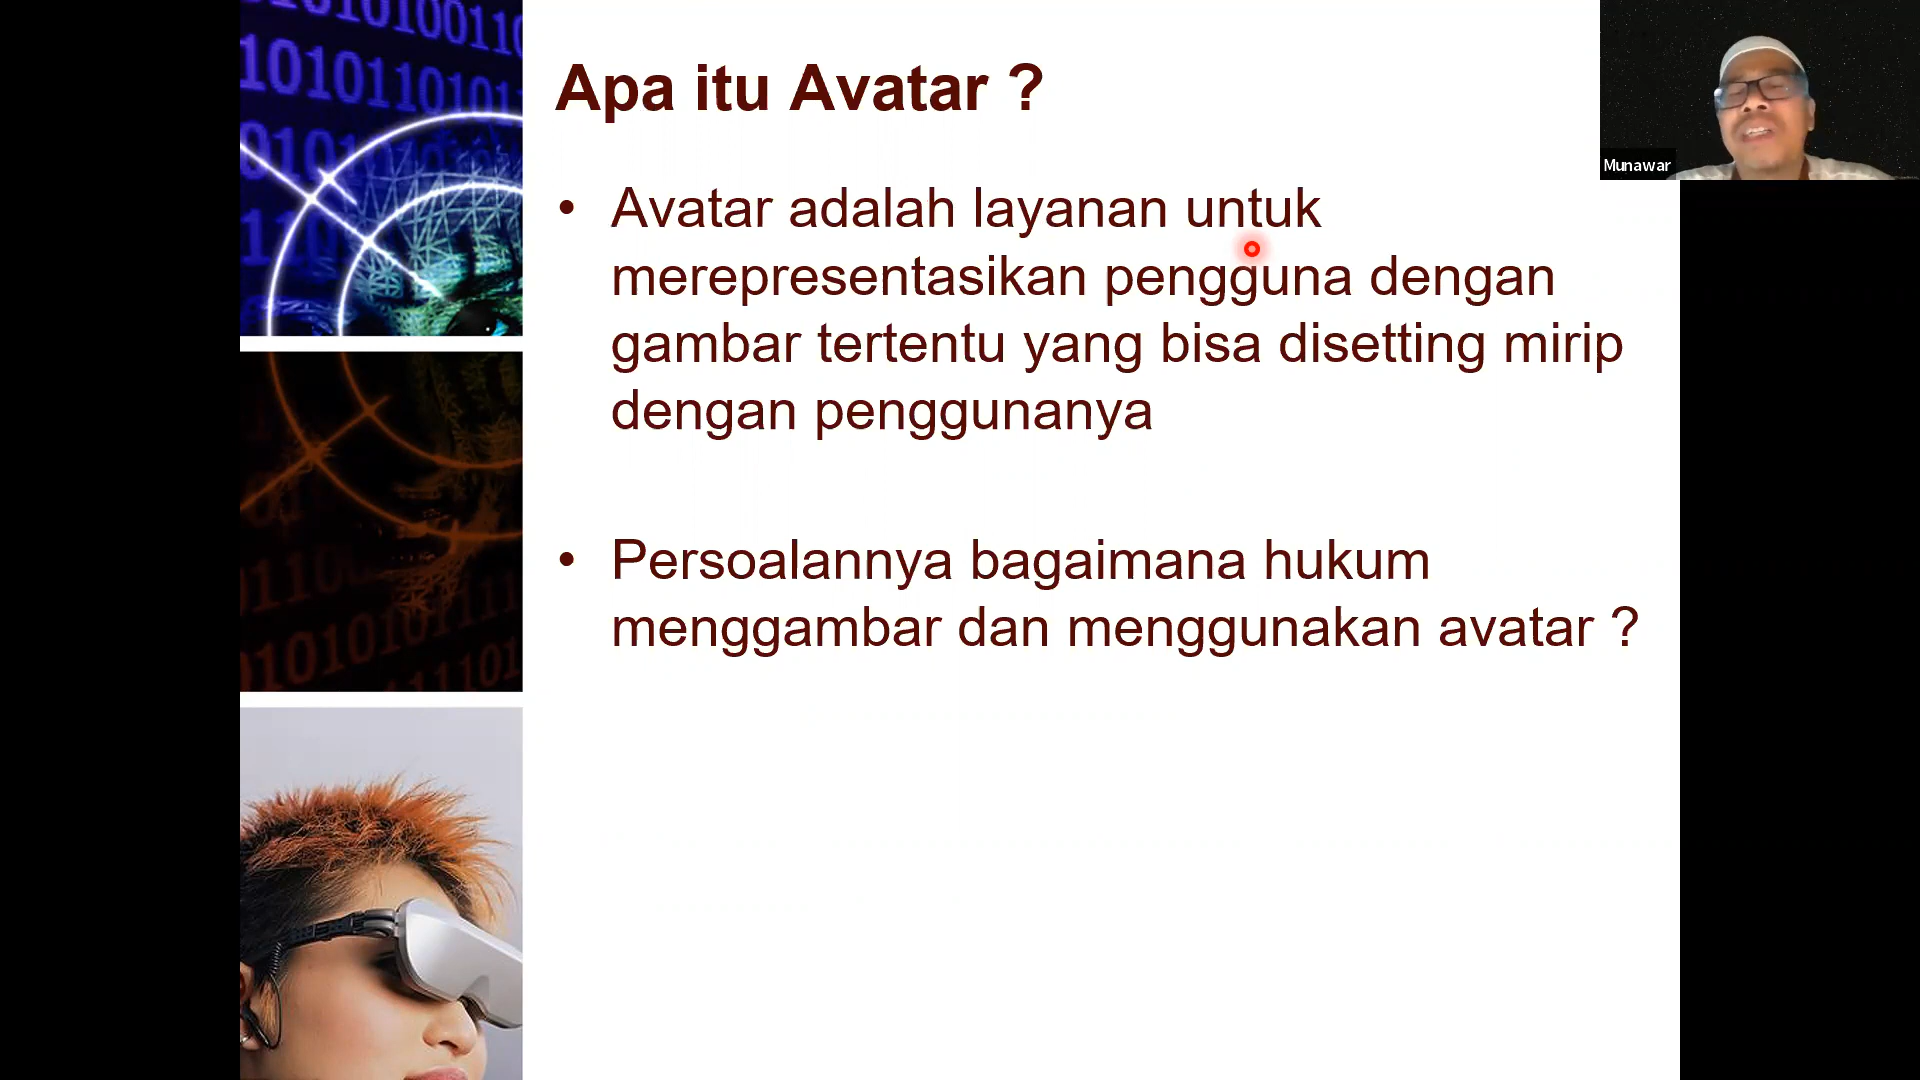 Apa itu Avatar ?
• Avatar adalah layanan untuk
merepresentasikan pengguna dengan
gambar tertentu yang bisa disetting mirip
dengan penggunanya
• Persoalannya bagaimana hukum
menggambar dan menggunakan avatar ?
Munawar